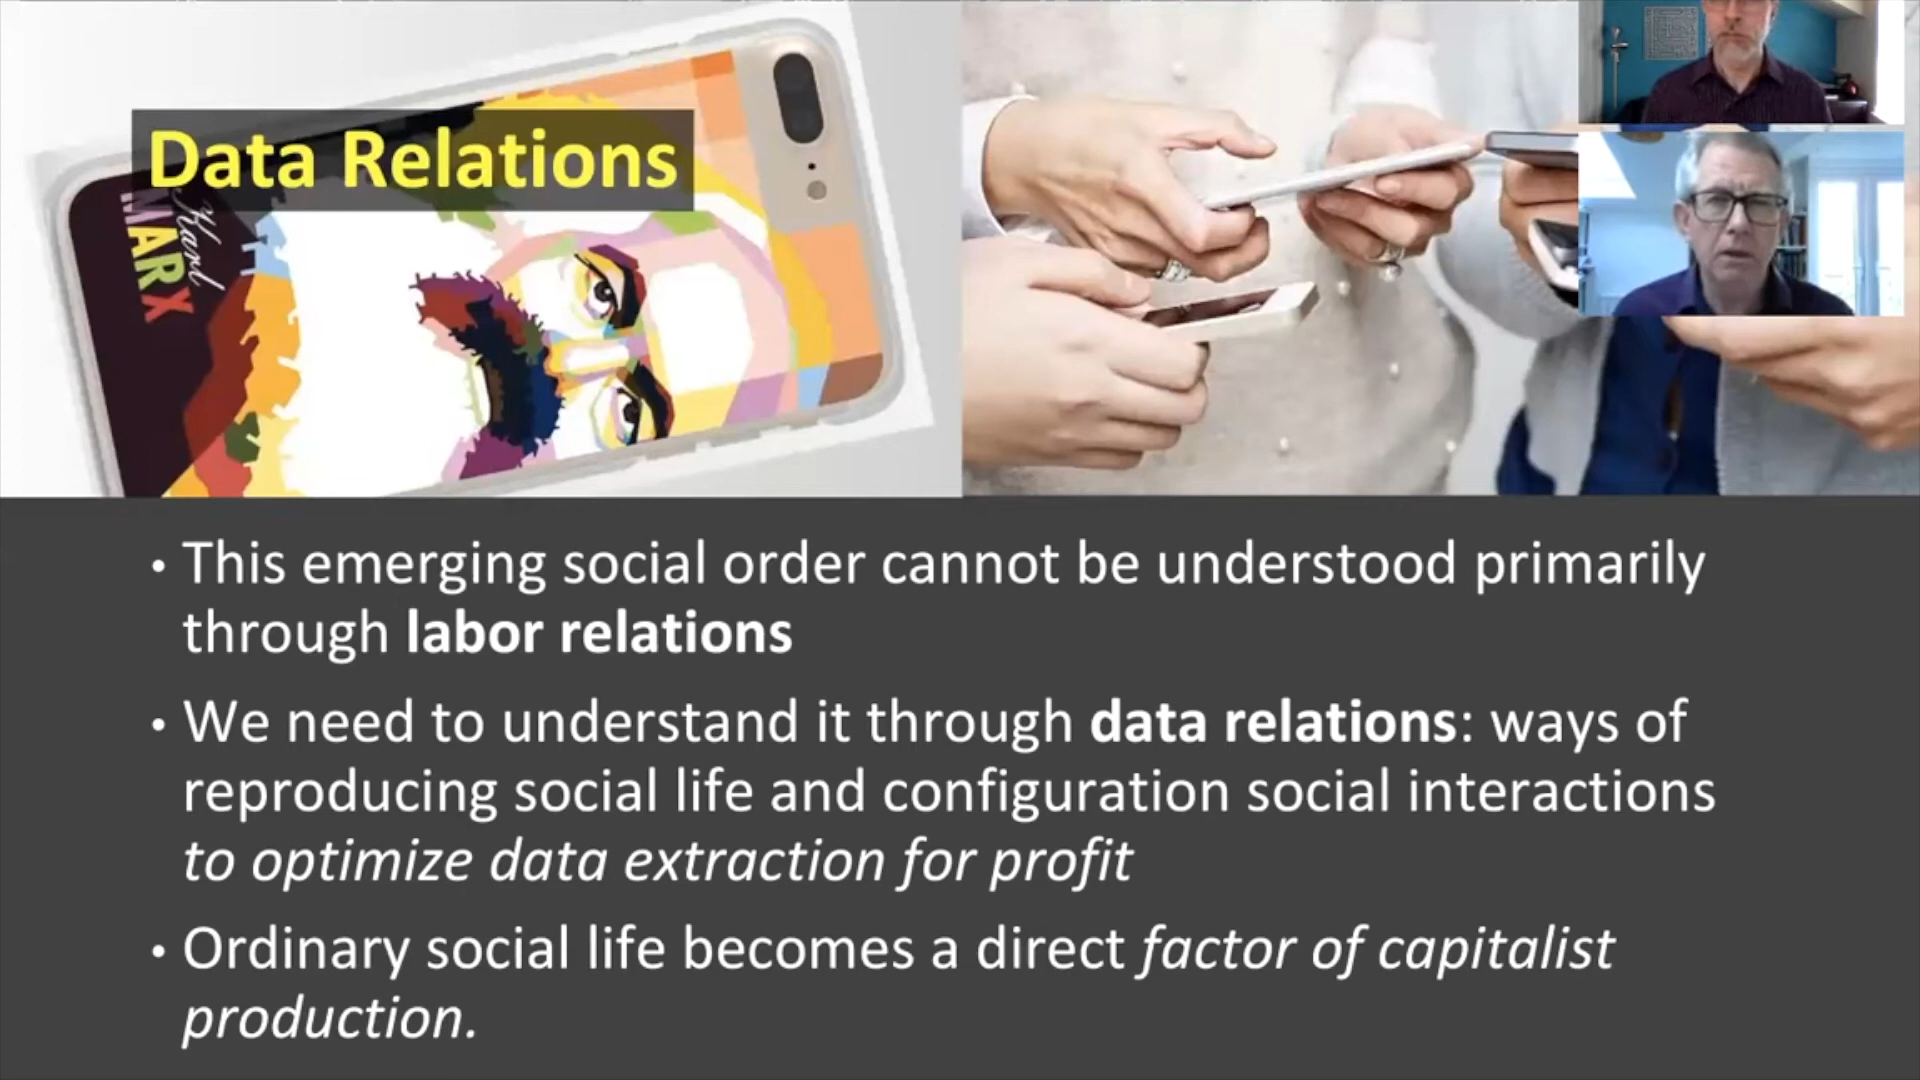 Data Relations
Karl
MARX
• This emerging social order cannot be understood primarily
through labor relations
• We need to understand it through data relations: ways of
reproducing social life and configuration social interactions
to optimize data extraction for profit
• Ordinary social life becomes a direct factor of capitalist
production.